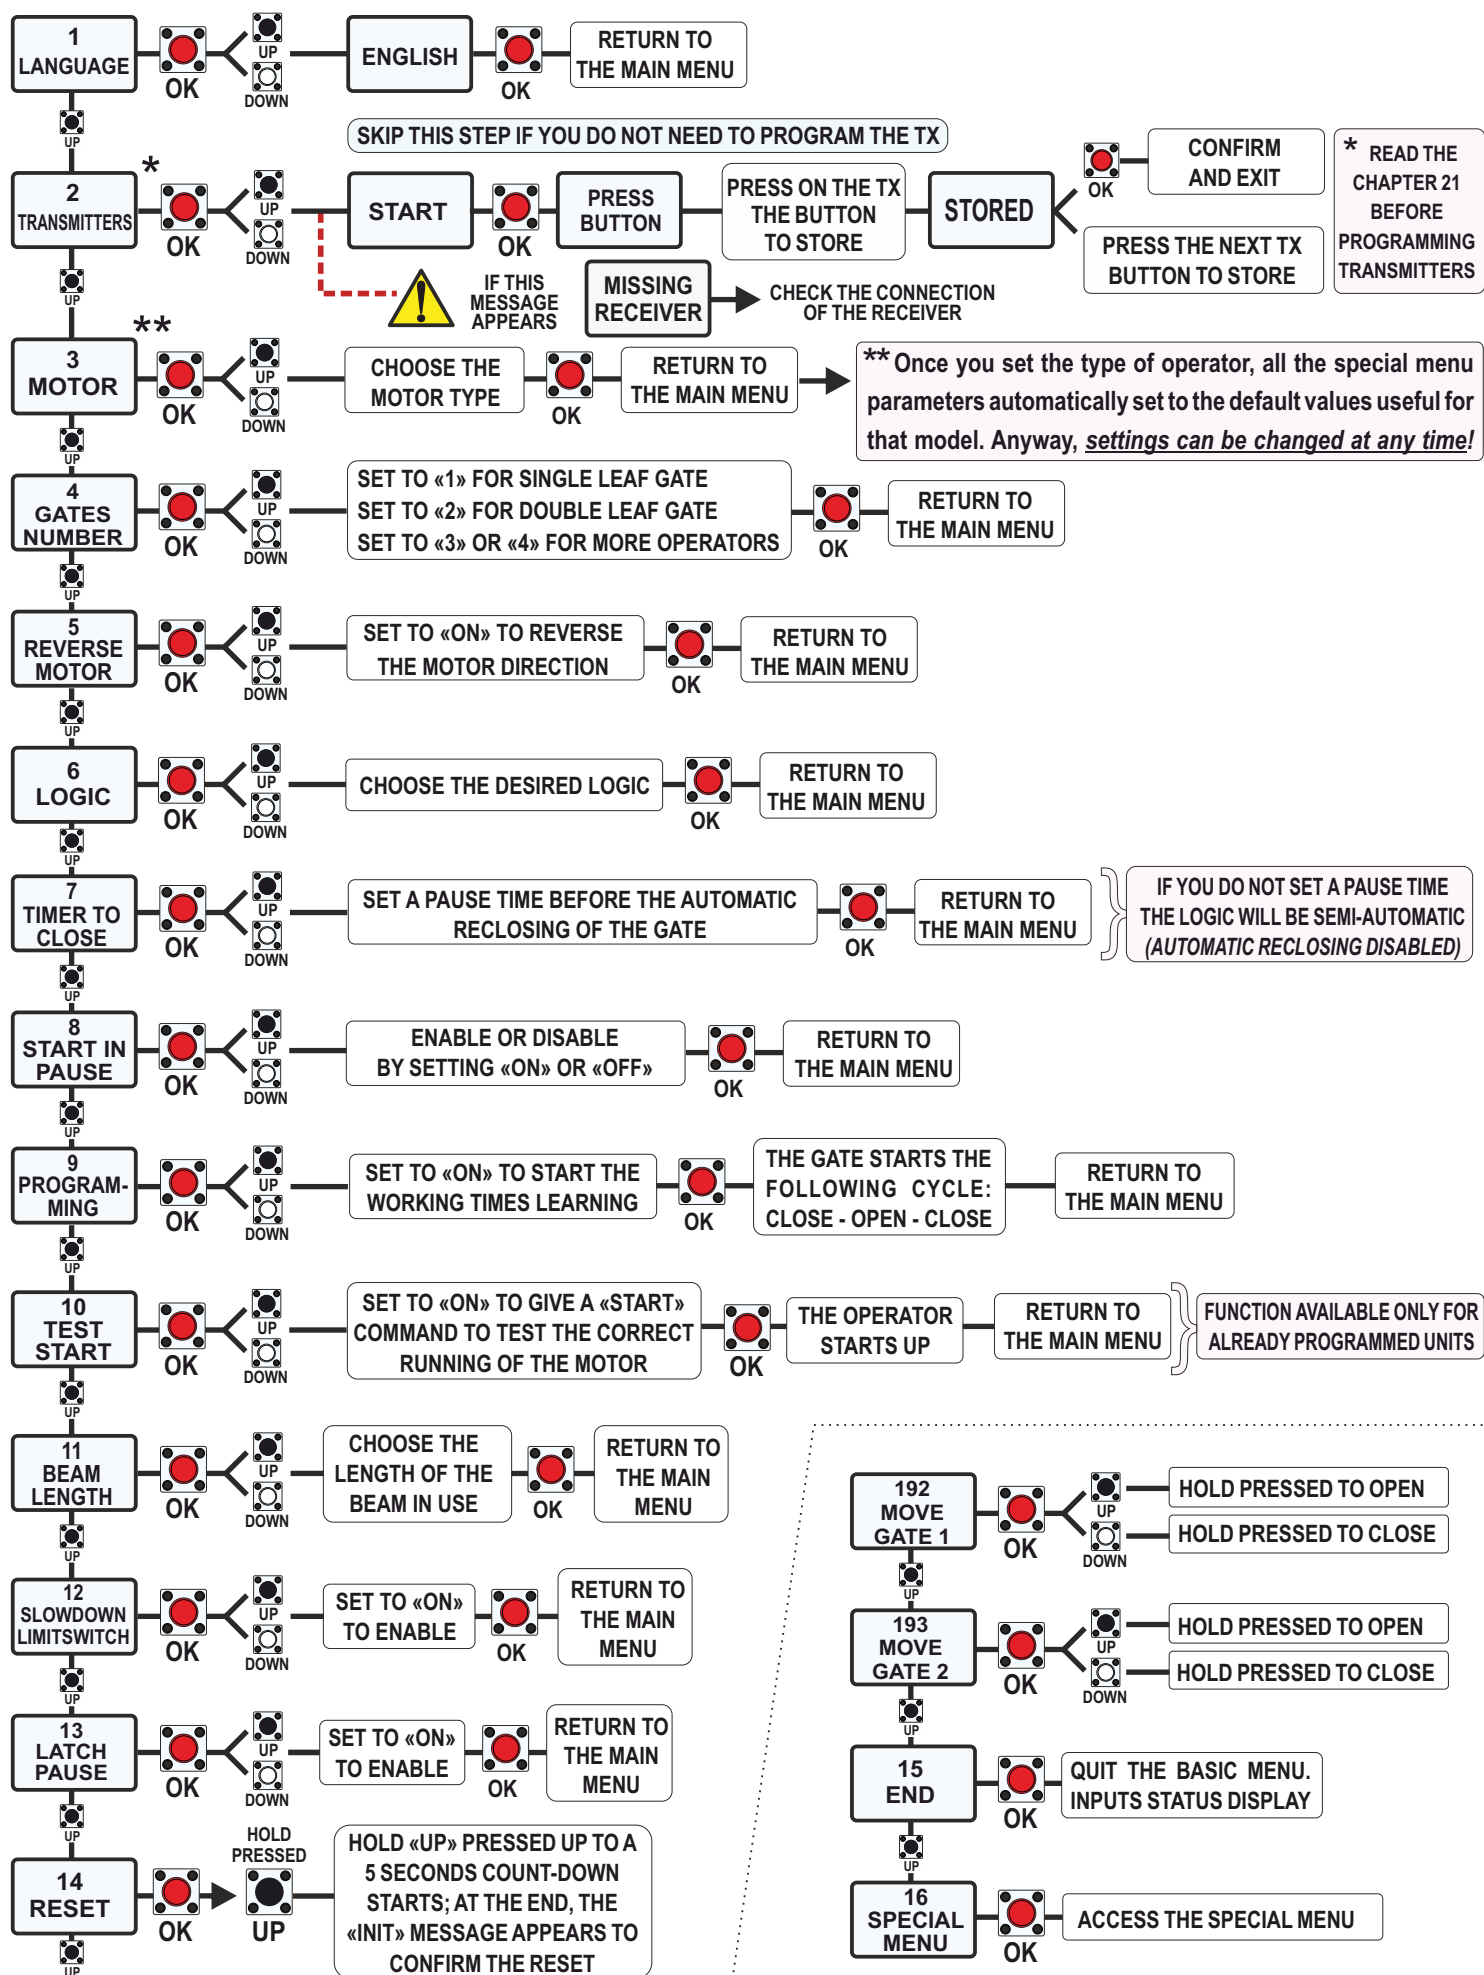 1
LANGUAGE
OK
UP
DOWN
ENGLISH
OK
RETURN TO
THE MAIN MENU
UP
SKIP THIS STEP IF YOU DO NOT NEED TO PROGRAM THE TX
2
TRANSMITTERS
*
OK
UP
DOWN
START
OK
PRESS
BUTTON
PRESS ON THE TX
THE BUTTON
TO STORE
STORED
OK
CONFIRM
AND EXIT
PRESS THE NEXT TX
BUTTON TO STORE
* READ THE
CHAPTER 21
BEFORE
PROGRAMMING
TRANSMITTERS
IF THIS
MESSAGE
APPEARS
MISSING
RECEIVER
CHECK THE CONNECTION
OF THE RECEIVER
UP
3
MOTOR
**
OK
UP
DOWN
CHOOSE THE
MOTOR TYPE
OK
RETURN TO
THE MAIN MENU
** Once you set the type of operator, all the special menu
parameters automatically set to the default values useful for
that model. Anyway, settings can be changed at any time!
UP
4
GATES
NUMBER
OK
UP
DOWN
SET TO «1» FOR SINGLE LEAF GATE
SET TO «2» FOR DOUBLE LEAF GATE
SET TO «3» OR «4» FOR MORE OPERATORS
OK
RETURN TO
THE MAIN MENU
UP
5
REVERSE
MOTOR
OK
UP
DOWN
SET TO «ON» TO REVERSE
THE MOTOR DIRECTION
OK
RETURN TO
THE MAIN MENU
UP
6
LOGIC
OK
UP
DOWN
CHOOSE THE DESIRED LOGIC
OK
RETURN TO
THE MAIN MENU
UP
7
TIMER TO
CLOSE
OK
UP
DOWN
SET A PAUSE TIME BEFORE THE AUTOMATIC
RECLOSING OF THE GATE
OK
RETURN TO
THE MAIN MENU
IF YOU DO NOT SET A PAUSE TIME
THE LOGIC WILL BE SEMI-AUTOMATIC
(AUTOMATIC RECLOSING DISABLED)
UP
8
START IN
PAUSE
OK
UP
DOWN
ENABLE OR DISABLE
BY SETTING «ON» OR «OFF»
OK
RETURN TO
THE MAIN MENU
UP
9
PROGRAM-
MING
OK
UP
DOWN
SET TO «ON» TO START THE
WORKING TIMES LEARNING
OK
THE GATE STARTS THE
FOLLOWING CYCLE:
CLOSE - OPEN - CLOSE
RETURN TO
THE MAIN MENU
UP
10
TEST
START
OK
UP
DOWN
SET TO «ON» TO GIVE A «START»
COMMAND TO TEST THE CORRECT
RUNNING OF THE MOTOR
OK
THE OPERATOR
STARTS UP
RETURN TO
THE MAIN MENU
FUNCTION AVAILABLE ONLY FOR
ALREADY PROGRAMMED UNITS
UP
11
BEAM
LENGTH
OK
UP
DOWN
CHOOSE THE
LENGTH OF THE
BEAM IN USE
OK
RETURN TO
THE MAIN
MENU
UP
12
SLOWDOWN
LIMITSWITCH
OK
UP
DOWN
SET TO «ON»
TO ENABLE
OK
RETURN TO
THE MAIN
MENU
UP
13
LATCH
PAUSE
OK
UP
DOWN
SET TO «ON»
TO ENABLE
OK
RETURN TO
THE MAIN
MENU
UP
14
RESET
OK
HOLD
PRESSED
UP
HOLD «UP» PRESSED UP TO A
5 SECONDS COUNT-DOWN
STARTS; AT THE END, THE
«INIT» MESSAGE APPEARS TO
CONFIRM THE RESET
UP
192
MOVE
GATE 1
OK
UP
DOWN
HOLD PRESSED TO OPEN
HOLD PRESSED TO CLOSE
UP
193
MOVE
GATE 2
OK
UP
DOWN
HOLD PRESSED TO OPEN
HOLD PRESSED TO CLOSE
UP
15
END
OK
QUIT THE BASIC MENU.
INPUTS STATUS DISPLAY
UP
16
SPECIAL
MENU
OK
ACCESS THE SPECIAL MENU